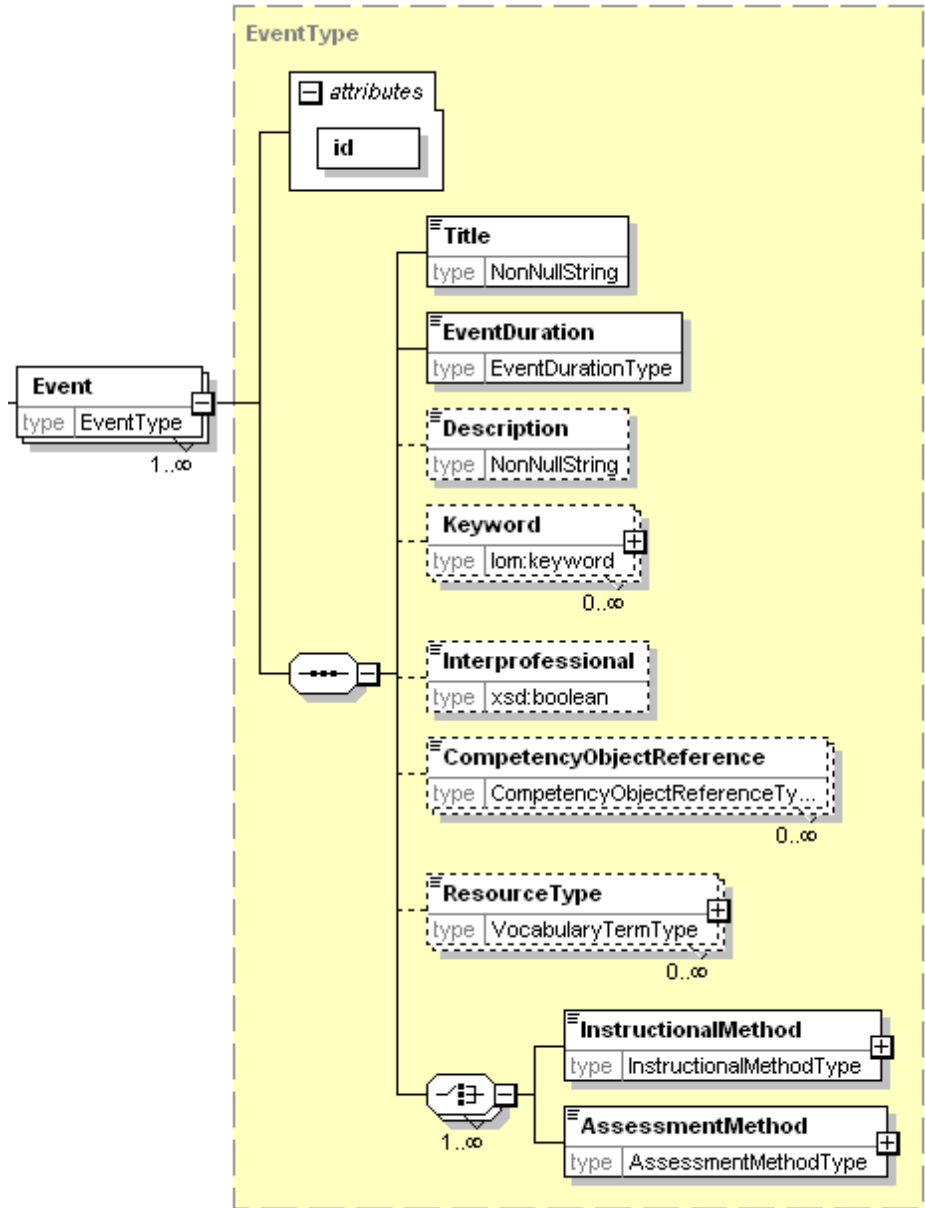 EventType
attributes
id
Title
type NonNullString
EventDuration
type EventDurationType
Event
type EventType
1..∞
Description
type NonNullString
Keyword
type lom:keyword
0..∞
Interprofessional
type xsd:boolean
CompetencyObjectReference
type CompetencyObjectReferenceTy...
0..∞
ResourceType
type VocabularyTermType
0..∞
InstructionalMethod
type InstructionalMethodType
1..∞
AssessmentMethod
type AssessmentMethodType